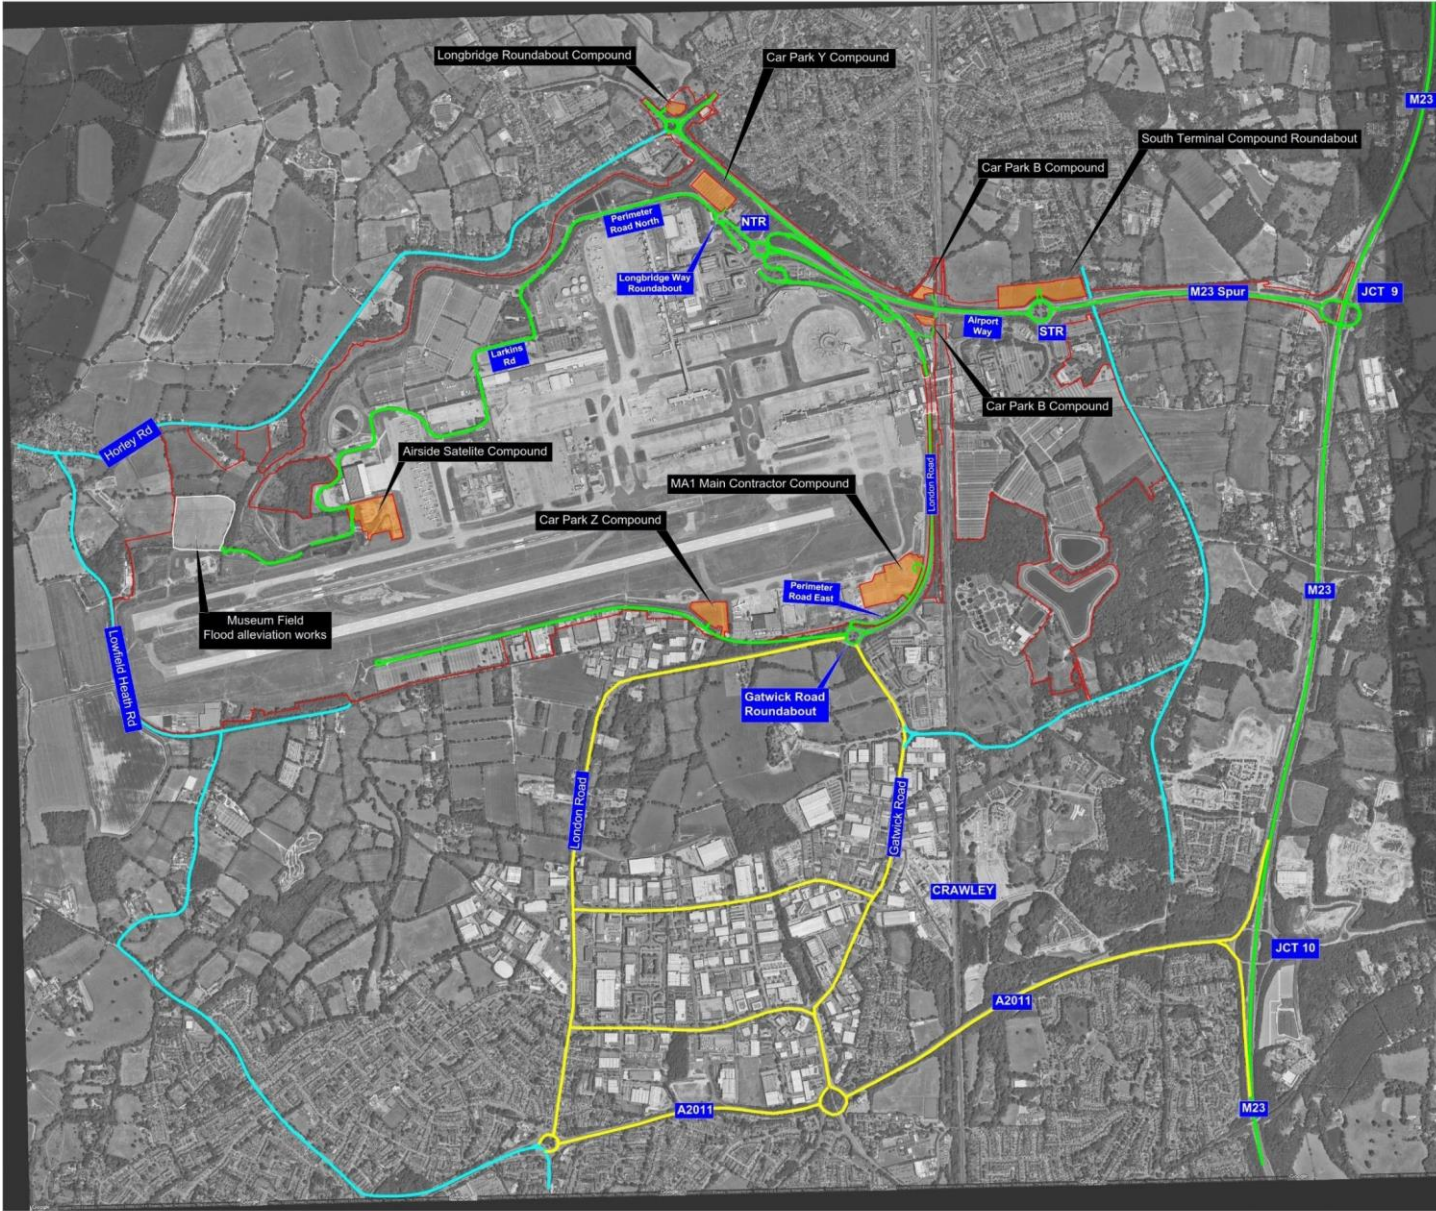 Longbridge Roundabout Compound
Car Park Y Compound
M23
South Terminal Compound Roundabout
Car Park B Compound
Perimeter
Road North
NTR
Longbridge Way
Roundabout
M23 Spur
JCT 9
Airport
Way
STR
Larkins
Rd
Car Park B Compound
Horley Rd
Airside Satelite Compound
MA1 Main Contractor Compound
London Road
Car Park Z Compound
Perimeter
Road East
M23
Museum Field
Flood alleviation works
Lowfield Heath Rd
Gatwick Road
Roundabout
London Road
Gatwick Road
CRAWLEY
JCT 10
A2011
A2011
M23